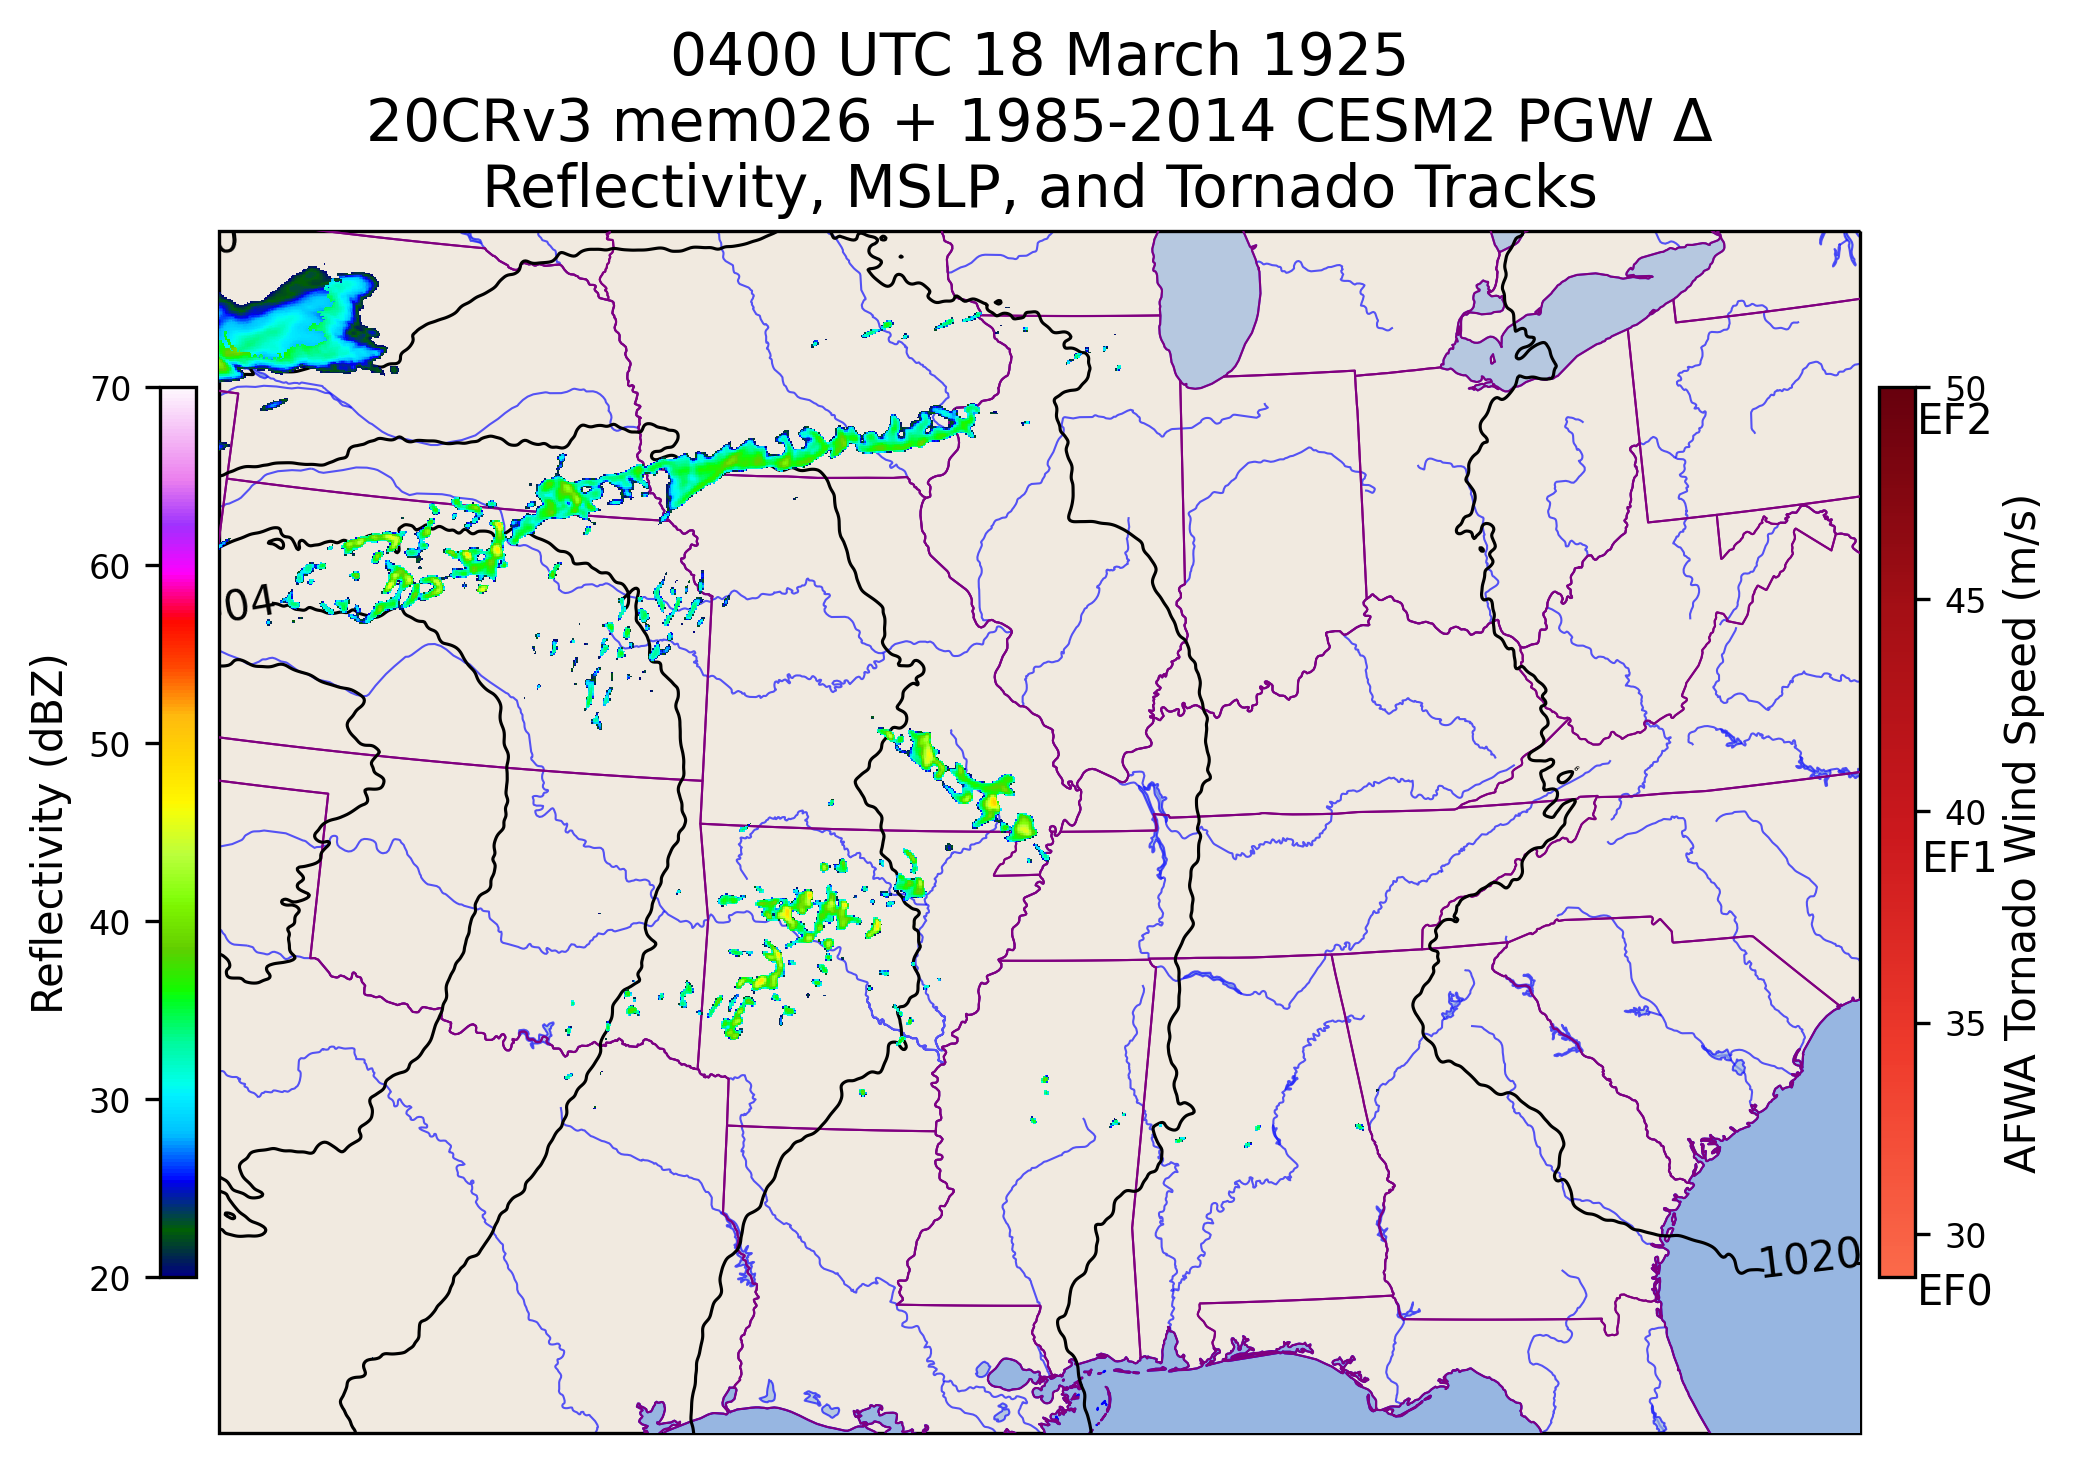 0400 UTC 18 March 1925
20CRv3 mem026 + 1985-2014 CESM2 PGW Δ
Reflectivity, MSLP, and Tornado Tracks
70
60
50
40
30
20
Reflectivity (dBZ)
0
04
1020
50
EF2
45
40
EF1
35
30
EF0
AFWA Tornado Wind Speed (m/s)